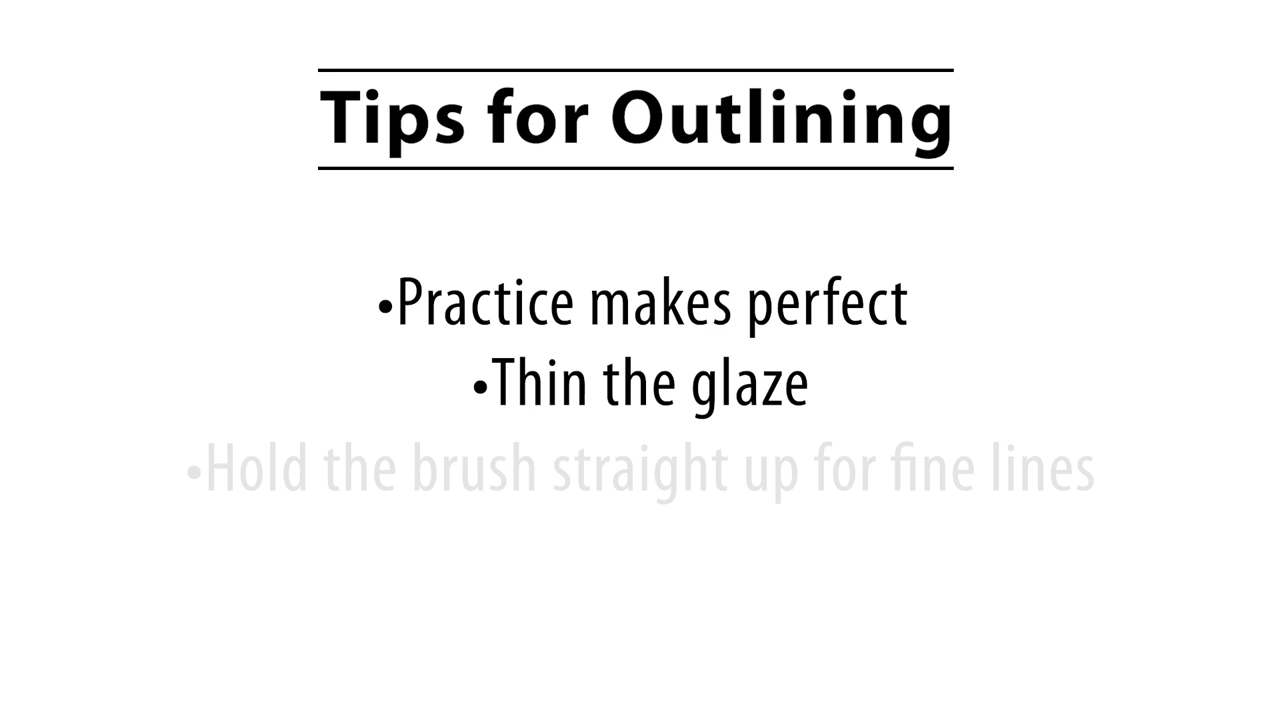 Tips for Outlining
•Practice makes perfect
•Thin the glaze
•Hold the brush straight up for fine lines